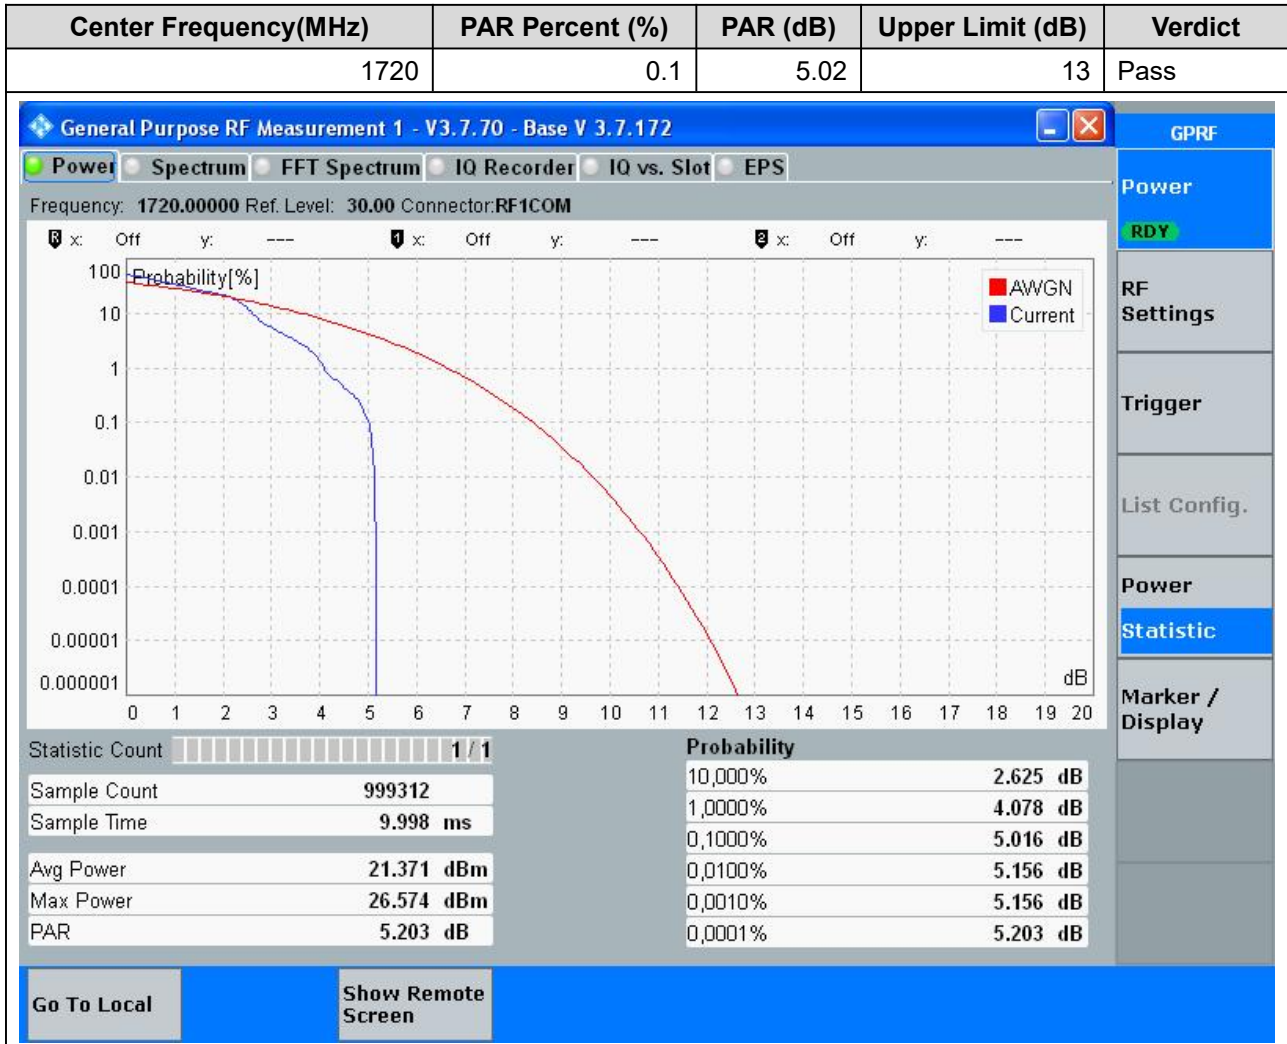 Center Frequency(MHz) PAR Percent (%) PAR (dB) Upper Limit (dB) Verdict
1720 0.1 5.02 13 Pass
General Purpose RF Measurement 1 - V3.7.70 - Base V 3.7.172
GPRF
Power Spectrum FFT Spectrum IQ Recorder IQ vs. Slot EPS
Frequency: 1720.00000 Ref. Level: 30.00 Connector:RF1COM
R x: Off y: --- 1 x: Off y: --- 2 x: Off y: ---
Probability[%]
AWGN
Current
100
10
1
0.1
0.01
0.001
0.0001
0.00001
0.000001
dB
0 1 2 3 4 5 6 7 8 9 10 11 12 13 14 15 16 17 18 19 20
Statistic Count 1 / 1
Sample Count 999312
Sample Time 9.998 ms
Avg Power 21.371 dBm
Max Power 26.574 dBm
PAR 5.203 dB
Probability
10,000% 2.625 dB
1,0000% 4.078 dB
0,1000% 5.016 dB
0,0100% 5.156 dB
0,0010% 5.156 dB
0,0001% 5.203 dB
Power
RDY
RF
Settings
Trigger
List Config.
Power
Statistic
Marker /
Display
Go To Local
Show Remote
Screen